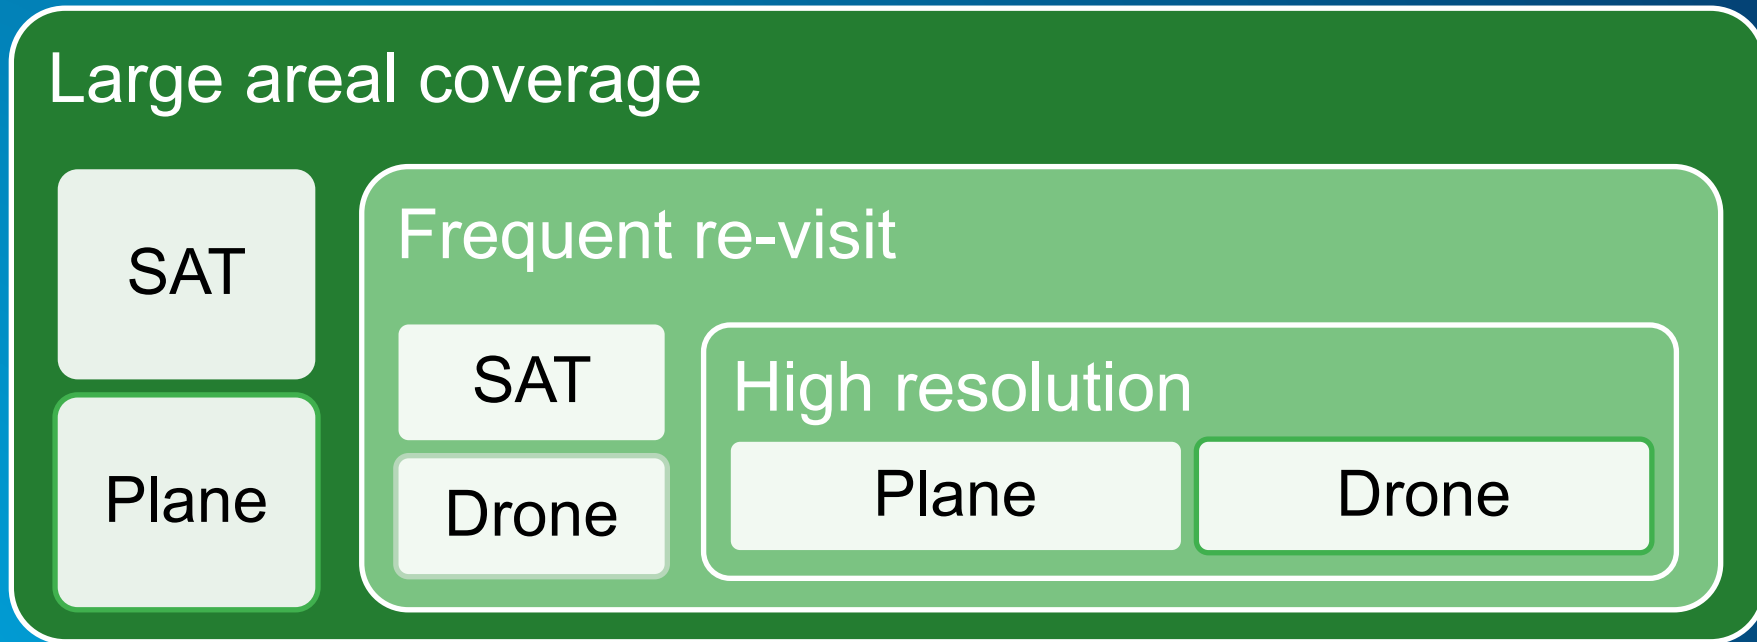 Large areal coverage
SAT
Plane
Frequent re-visit
SAT
Drone
High resolution
Plane
Drone